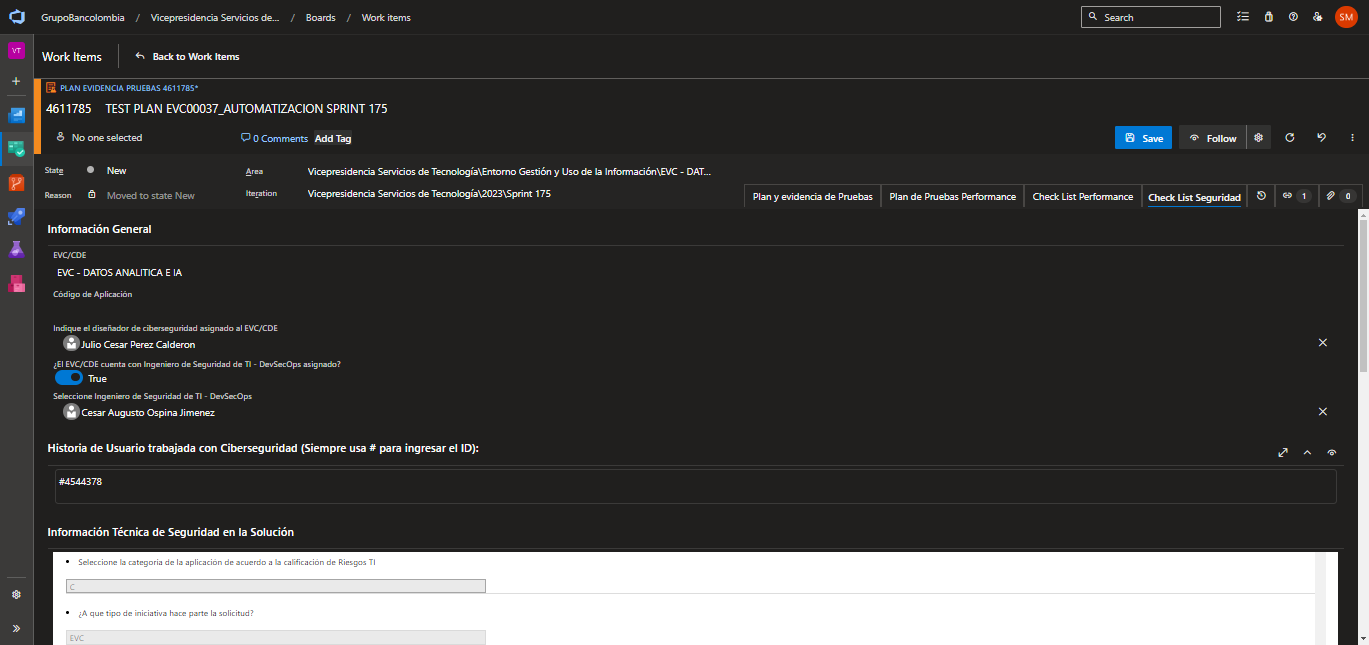 GrupoBancolombia / Vicepresidencia Servicios de... / Boards / Work items
Search
SM
VT
Work Items
Back to Work Items
PLAN EVIDENCIA PRUEBAS 4611785*
4611785 TEST PLAN EVC00037_AUTOMATIZACION SPRINT 175
No one selected
0 Comments
Add Tag
Save
Follow
State
New
Area
Vicepresidencia Servicios de Tecnología\Entorno Gestión y Uso de la Información\EVC - DAT...
Reason
Moved to state New
Iteration
Vicepresidencia Servicios de Tecnología\2023\Sprint 175
Plan y evidencia de Pruebas
Plan de Pruebas Performance
Check List Performance
Check List Seguridad
1
0
Información General
EVC/CDE
EVC - DATOS ANALITICA E IA
Código de Aplicación
Indique el diseñador de ciberseguridad asignado al EVC/CDE
Julio Cesar Perez Calderon
¿El EVC/CDE cuenta con Ingeniero de Seguridad de TI - DevSecOps asignado?
True
Seleccione Ingeniero de Seguridad de TI - DevSecOps
Cesar Augusto Ospina Jimenez
Historia de Usuario trabajada con Ciberseguridad (Siempre usa # para ingresar el ID):
#4544378
Información Técnica de Seguridad en la Solución
• Seleccione la categoria de la aplicación de acuerdo a la calificación de Riesgos TI
C
• ¿A que tipo de iniciativa hace parte la solicitud?
EVC